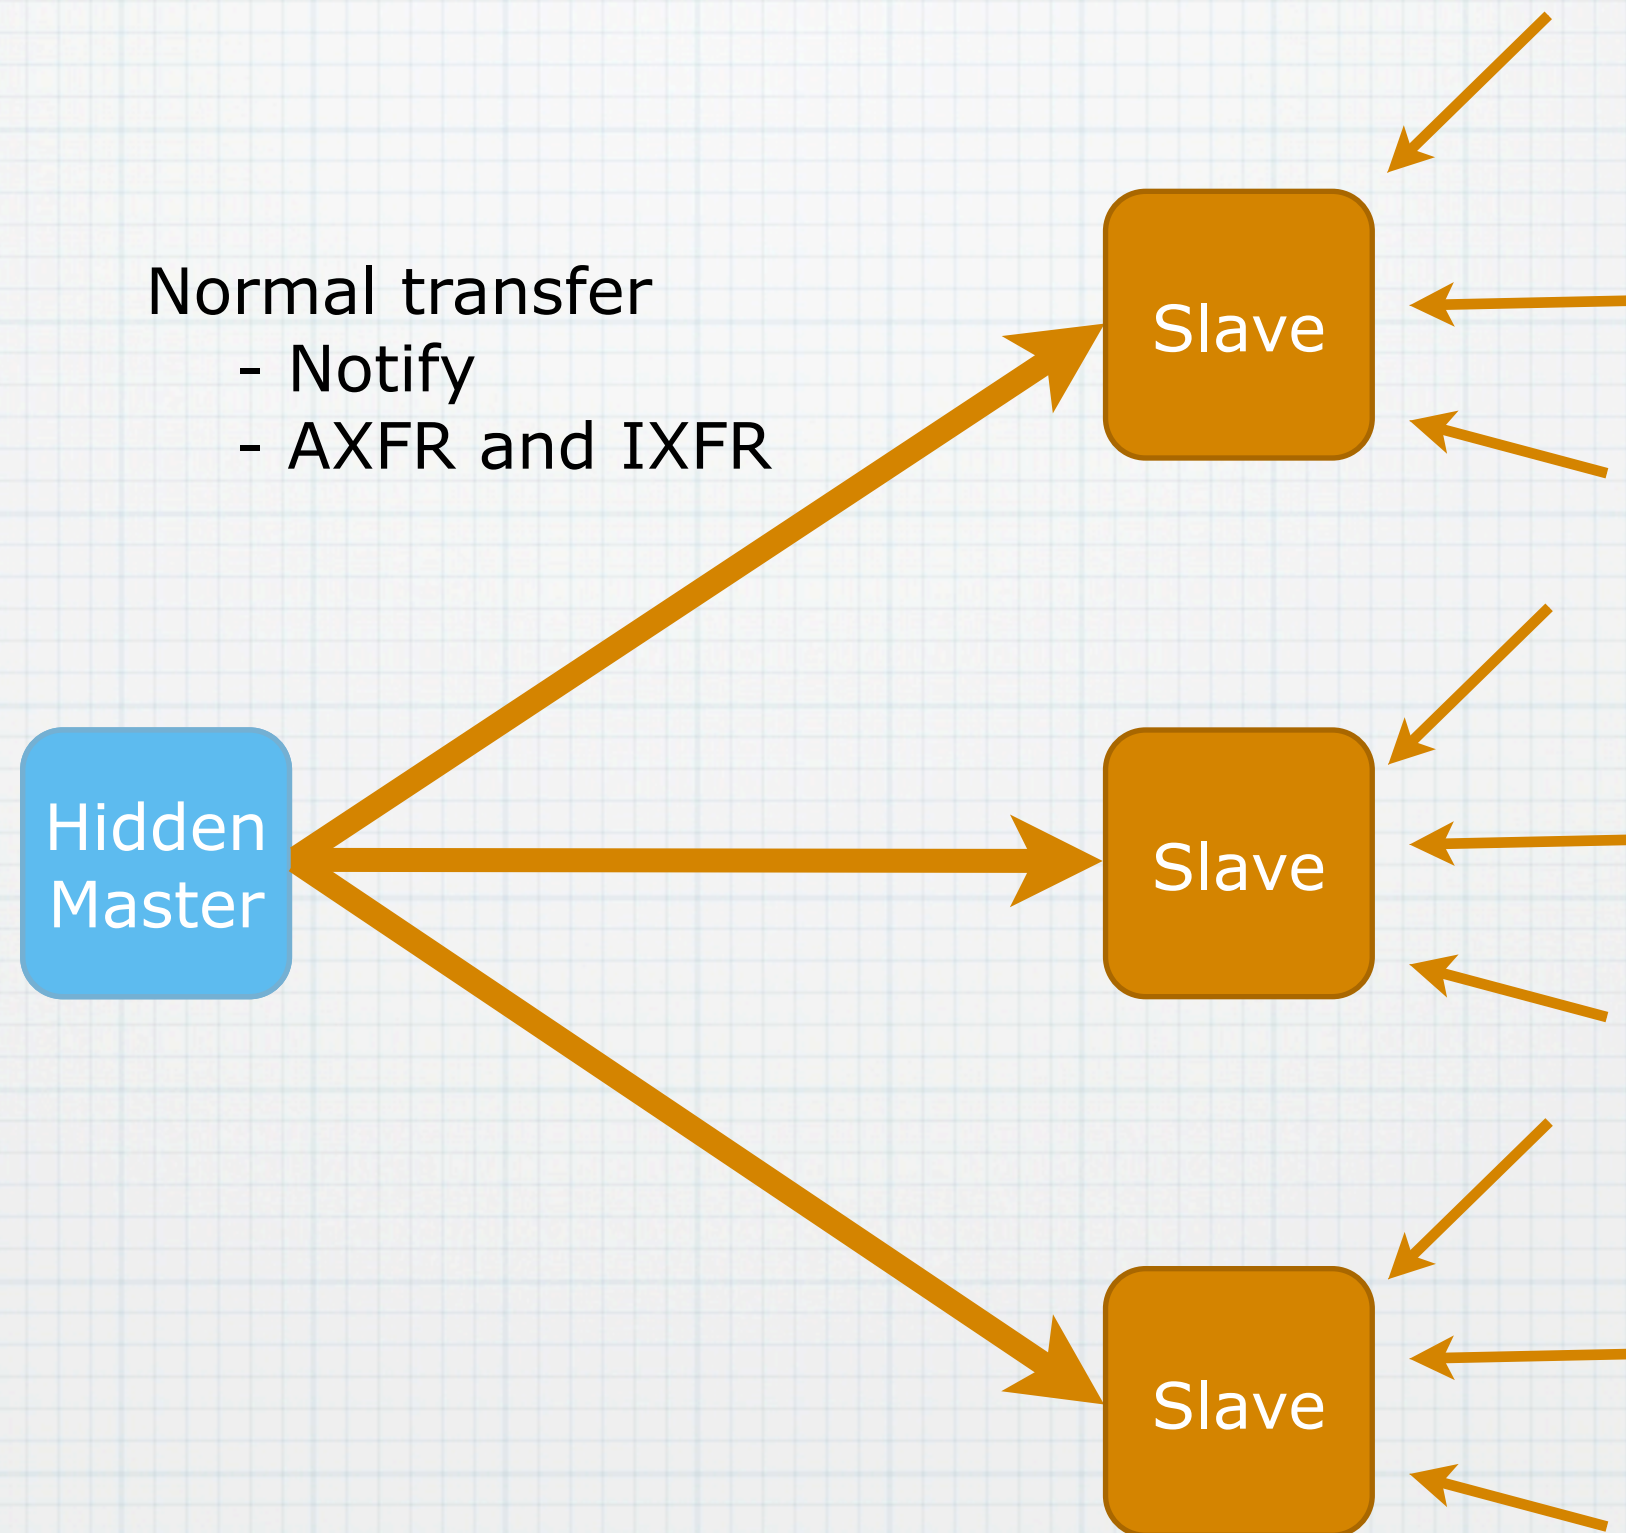 Normal transfer
- Notify
- AXFR and IXFR
Slave
Hidden
Master
Slave
Slave